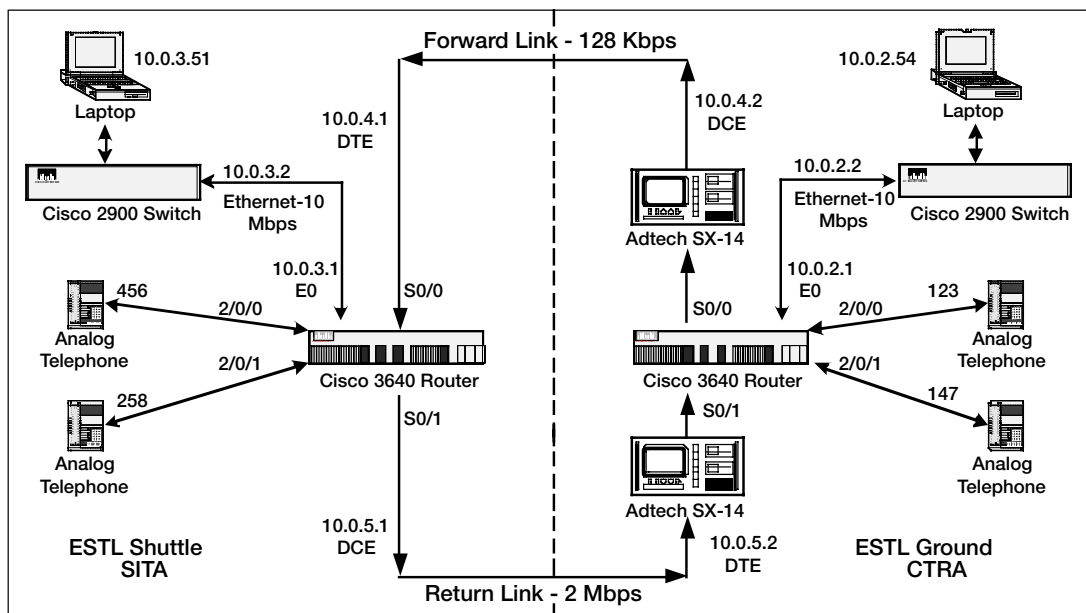 Forward Link - 128 Kbps
10.0.3.51
Laptop
10.0.3.2
Cisco 2900 Switch
Ethernet-10
Mbps
10.0.3.1
E0
10.0.4.1
DTE
456
2/0/0
Analog
Telephone
2/0/1
258
Analog
Telephone
S0/0
Cisco 3640 Router
S0/1
10.0.5.1
DCE
ESTL Shuttle
SITA
10.0.4.2
DCE
Adtech SX-14
S0/0
Cisco 3640 Router
S0/1
Adtech SX-14
10.0.5.2
DTE
10.0.2.54
Laptop
10.0.2.2
Cisco 2900 Switch
Ethernet-10
Mbps
10.0.2.1
E0
2/0/0
123
Analog
Telephone
2/0/1
147
Analog
Telephone
ESTL Ground
CTRA
Return Link - 2 Mbps